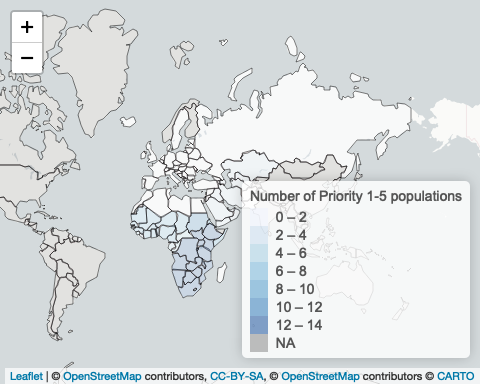 +
−
Number of Priority 1-5 populations
0 – 2
2 – 4
4 – 6
6 – 8
8 – 10
10 – 12
12 – 14
NA
Leaflet | © OpenStreetMap contributors, CC-BY-SA, © OpenStreetMap contributors © CARTO